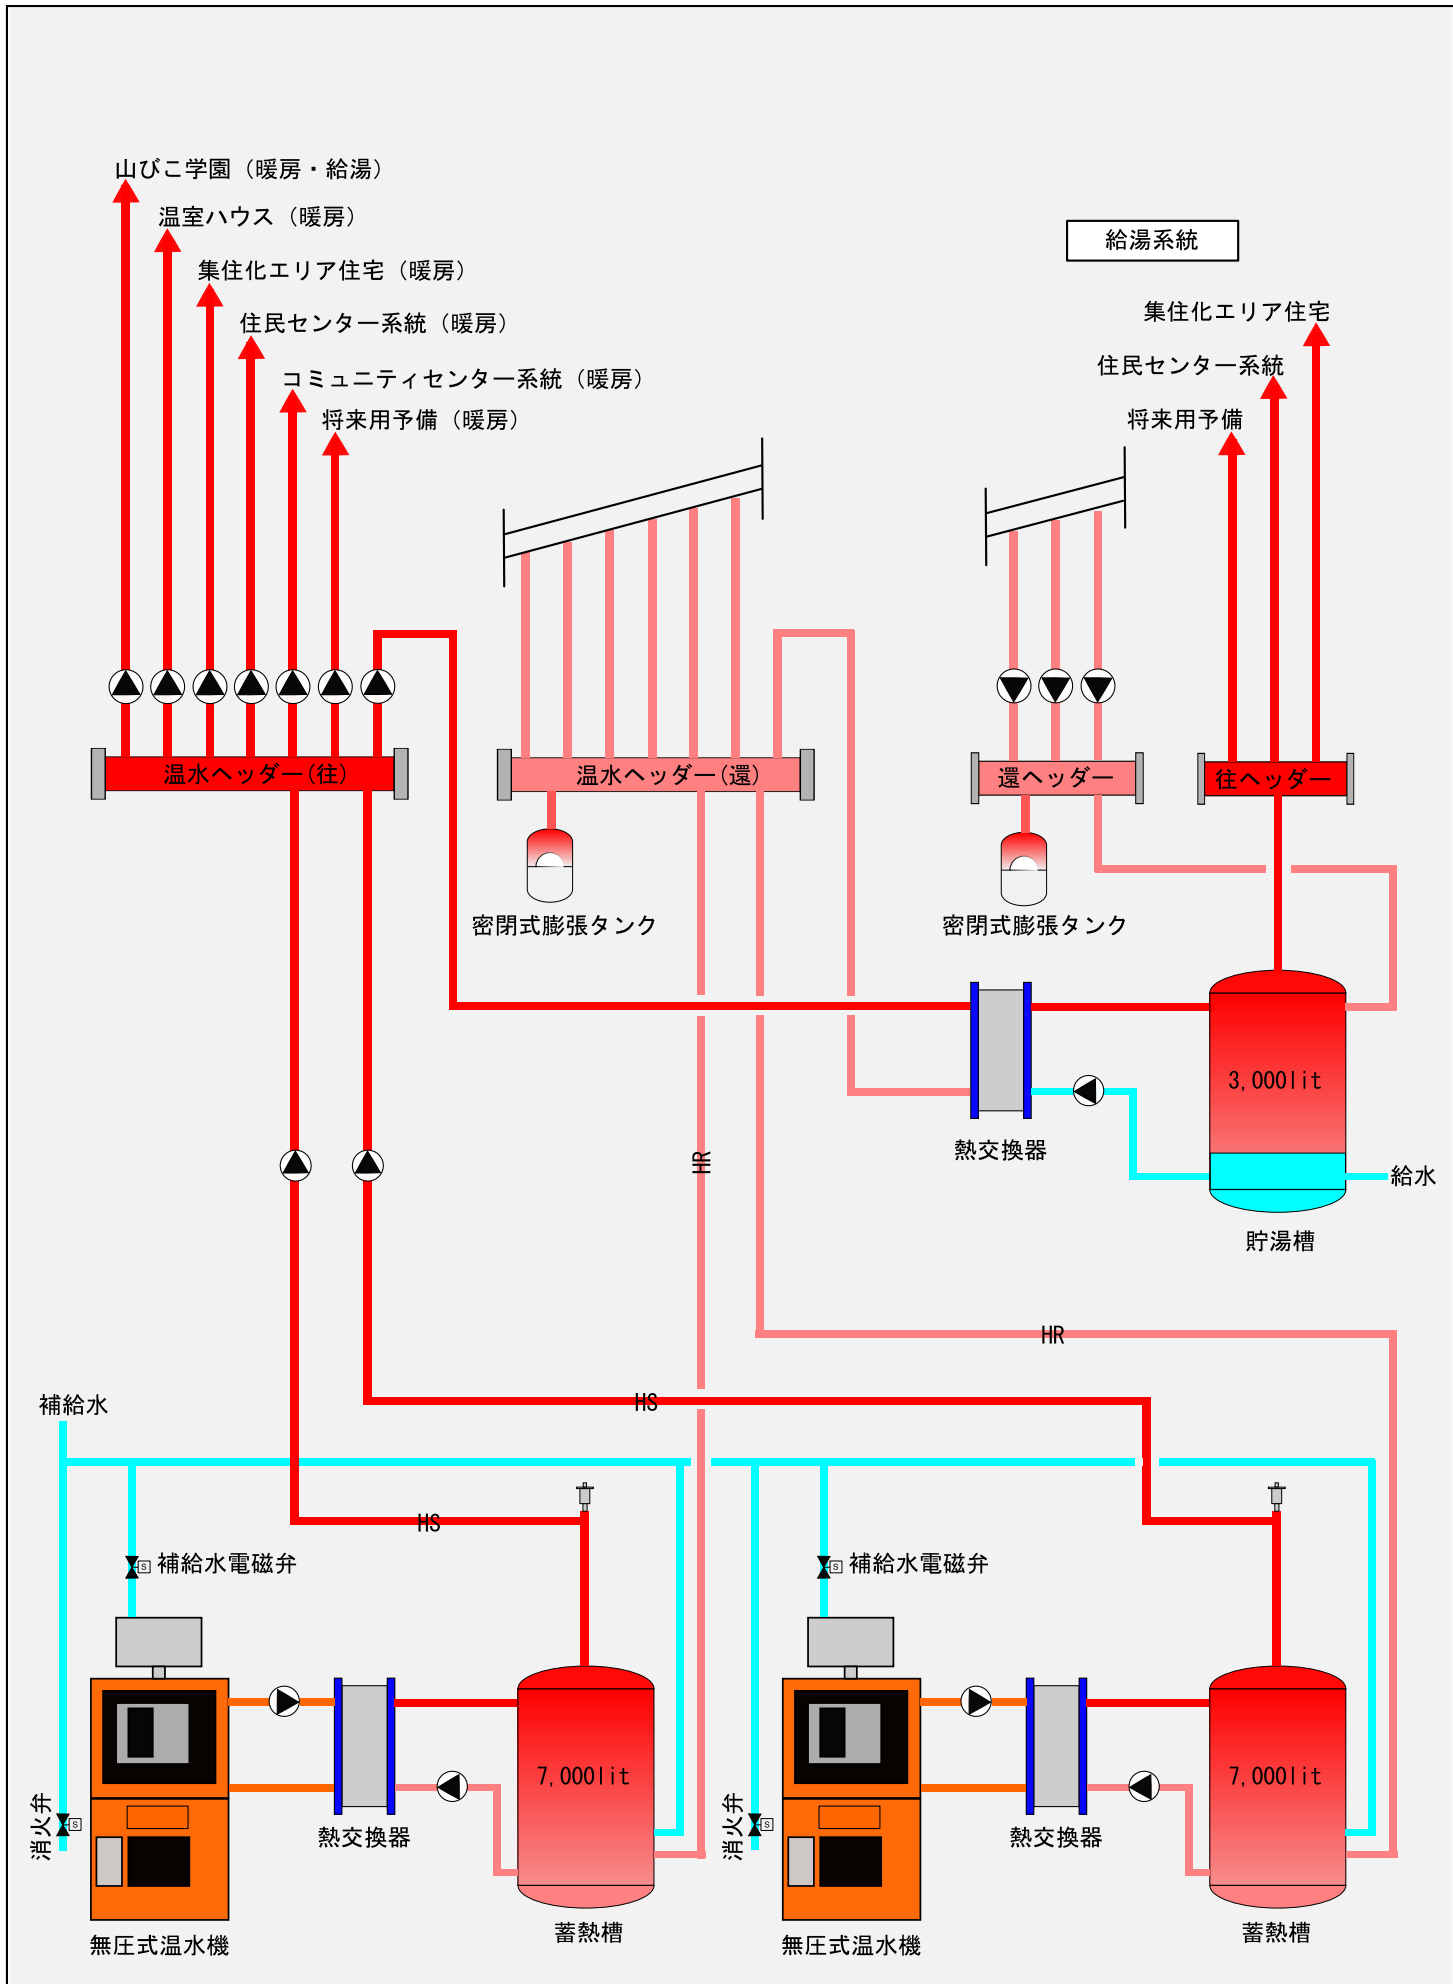 山びこ学園（暖房・給湯）
温室ハウス（暖房）
給湯系統
集住化エリア住宅（暖房）
集住化エリア住宅
住民センター系統（暖房）
住民センター系統
コミュニティセンター系統（暖房）
将来用予備（暖房）
将来用予備
温水ヘッダー(往)
温水ヘッダー(還)
還ヘッダー
往ヘッダー
密閉式膨張タンク
密閉式膨張タンク
3,000lit
熱交換器
HR
給水
貯湯槽
HR
HS
補給水
HS
S
補給水電磁弁
S
補給水電磁弁
7,000lit
7,000lit
消火弁
S
熱交換器
消火弁
S
熱交換器
無圧式温水機
蓄熱槽
無圧式温水機
蓄熱槽